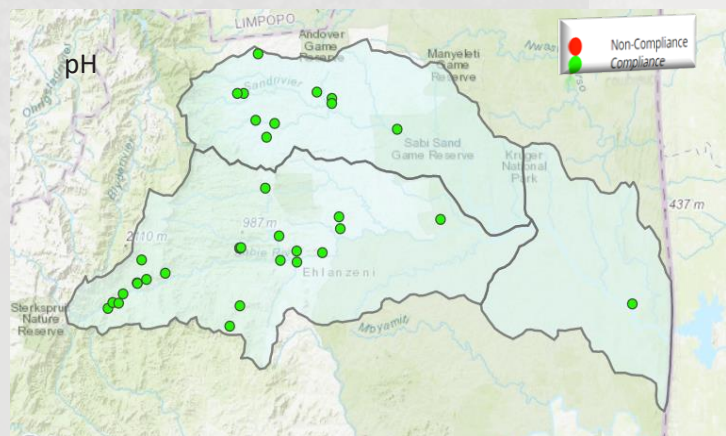 pH
LIMPOPO
Andover
Game
Reserve
Manyeleti
Game
Reserve
Non-Compliance
Compliance
Sandrivier
Blyderivier
Sabi Sand
Game Reserve
Kruger
National
Park
437 m
987 m
2110 m
Ehlanzeni
Sterkspruit
Nature
Reserve
Mbyamiti